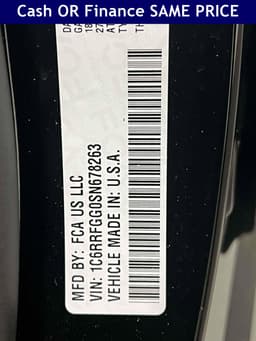 Cash OR Finance SAME PRICE
MFD BY: FCA US LLC
VIN: 1C6RRFGG0SN678263
VEHICLE MADE IN: U.S.A.